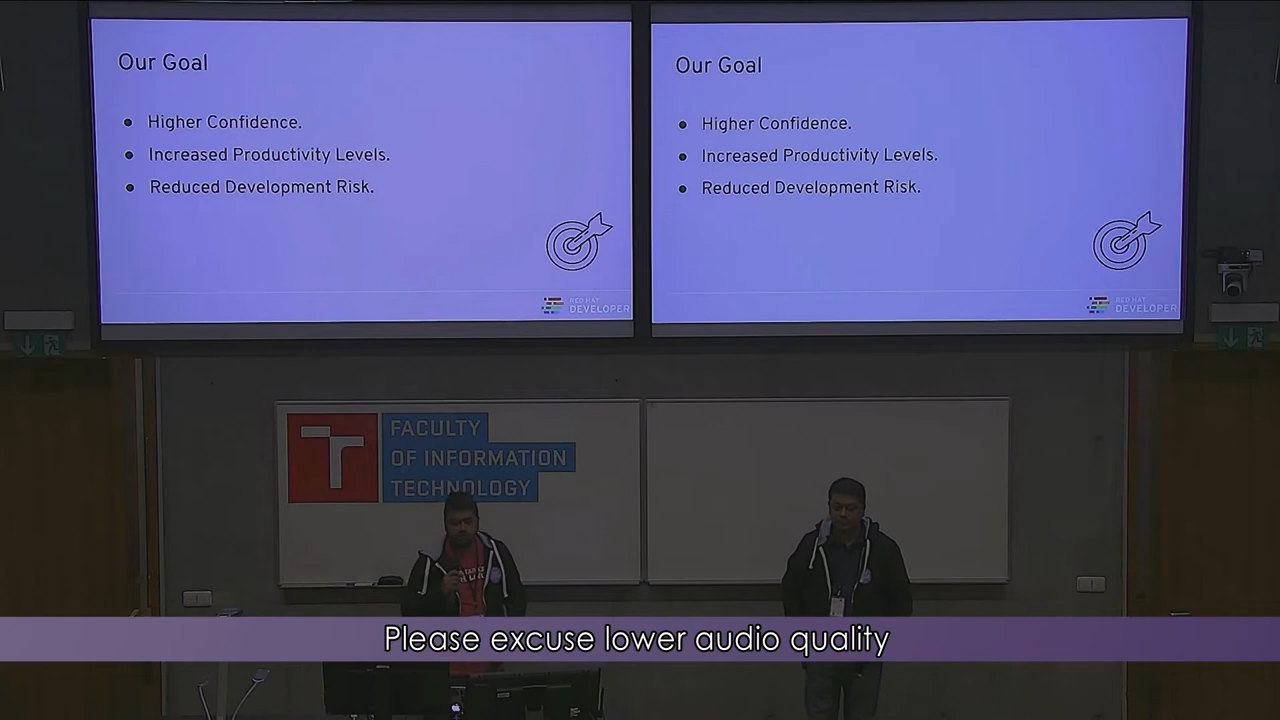 Our Goal
● Higher Confidence.
● Increased Productivity Levels.
● Reduced Development Risk.
RED HAT
DEVELOPER
Our Goal
● Higher Confidence.
● Increased Productivity Levels.
● Reduced Development Risk.
RED HAT
DEVELOPER
T
FACULTY
OF INFORMATION
TECHNOLOGY
Please excuse lower audio quality